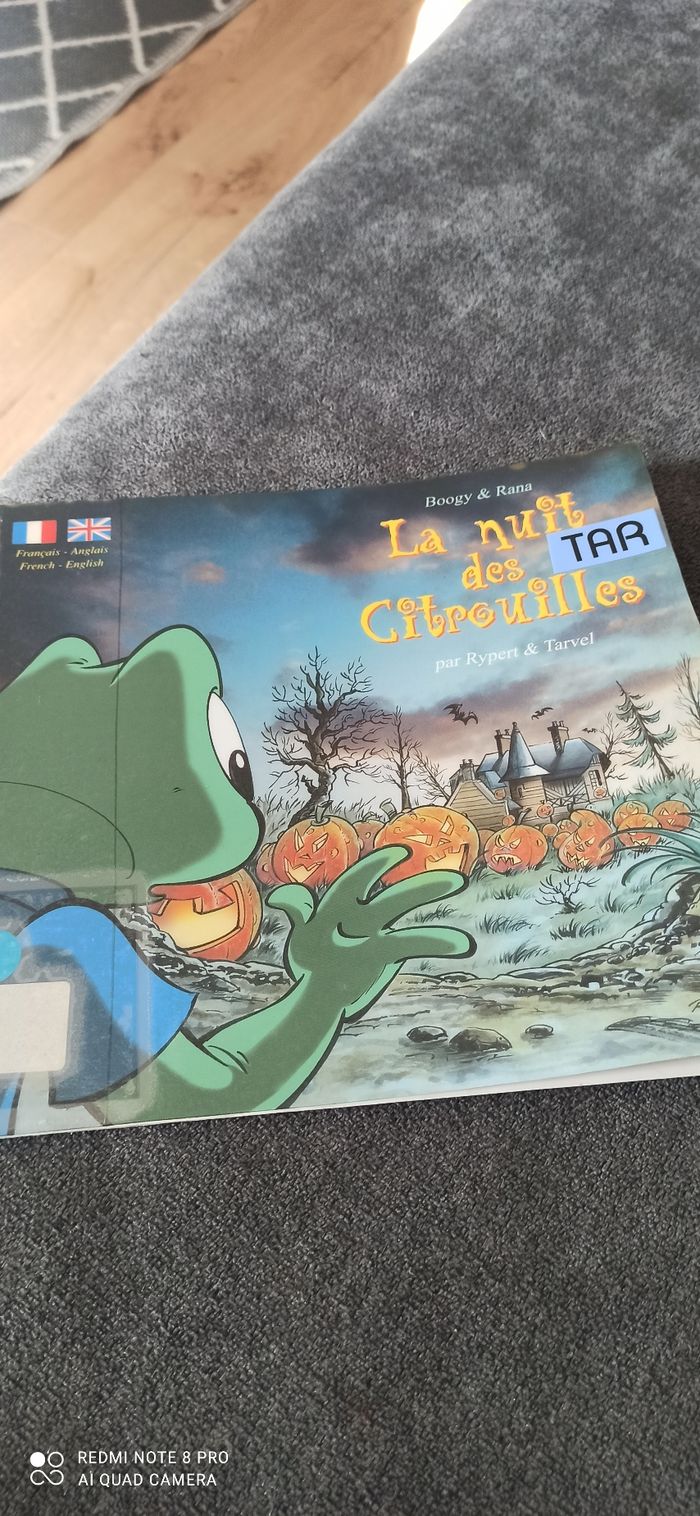 Boogy & Rana
La nuit
des
Citrouilles
TAR
par Rypert & Tarvel
Français - Anglais
French - English
REDMI NOTE 8 PRO
AI QUAD CAMERA